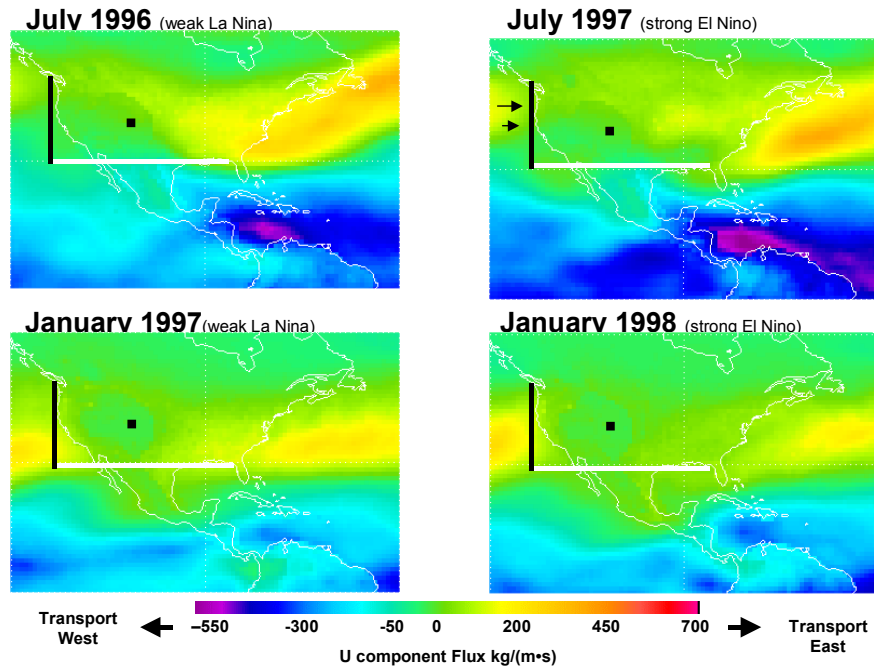 July 1996 (weak La Nina)
July 1997 (strong El Nino)
January 1997(weak La Nina)
January 1998 (strong El Nino)
Transport West
–550 -300 -50 0 200 450 700
Transport East
U component Flux kg/(m•s)